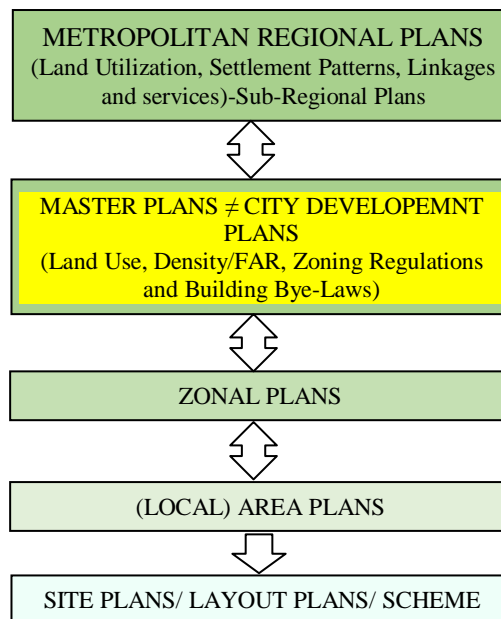 METROPOLITAN REGIONAL PLANS
(Land Utilization, Settlement Patterns, Linkages
and services)-Sub-Regional Plans
MASTER PLANS ≠ CITY DEVELOPEMNT
PLANS
(Land Use, Density/FAR, Zoning Regulations
and Building Bye-Laws)
ZONAL PLANS
(LOCAL) AREA PLANS
SITE PLANS/ LAYOUT PLANS/ SCHEME